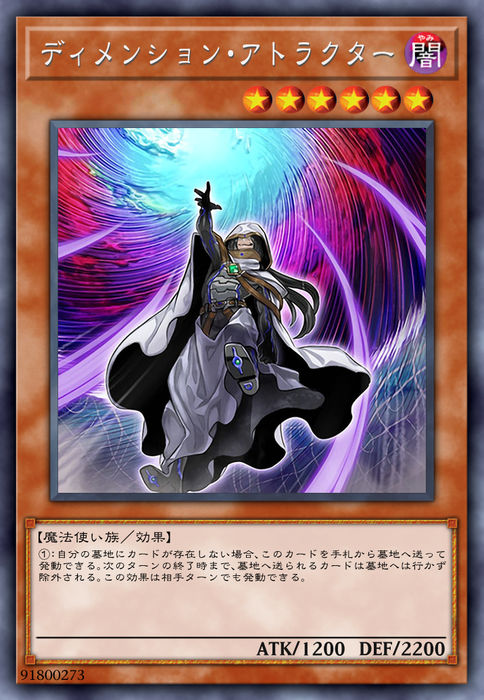 ディメンション・アトラクター
やみ
闇
【魔法使い族／効果】
①：自分の墓地にカードが存在しない場合、このカードを手札から墓地へ送って
発動できる。次のターンの終了時まで、墓地へ送られるカードは墓地へは行かず
除外される。この効果は相手ターンでも発動できる。
ATK/1200 DEF/2200
91800273